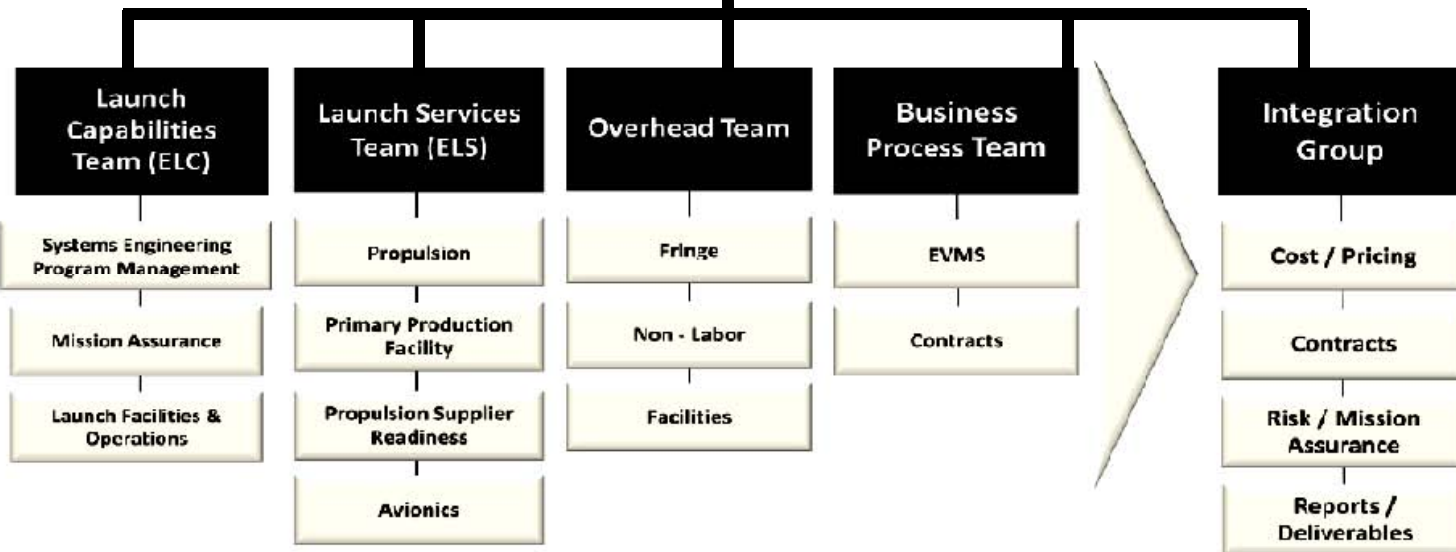 Launch
Capabilities
Team (ELC)
Systems Engineering
Program Management
Mission Assurance
Launch Facilities &
Operations
Launch Services
Team (ELS)
Propulsion
Primary Production
Facility
Propulsion Supplier
Readiness
Avionics
Overhead Team
Fringe
Non - Labor
Facilities
Business
Process Team
EVMS
Contracts
Integration
Group
Cost / Pricing
Contracts
Risk / Mission
Assurance
Reports /
Deliverables